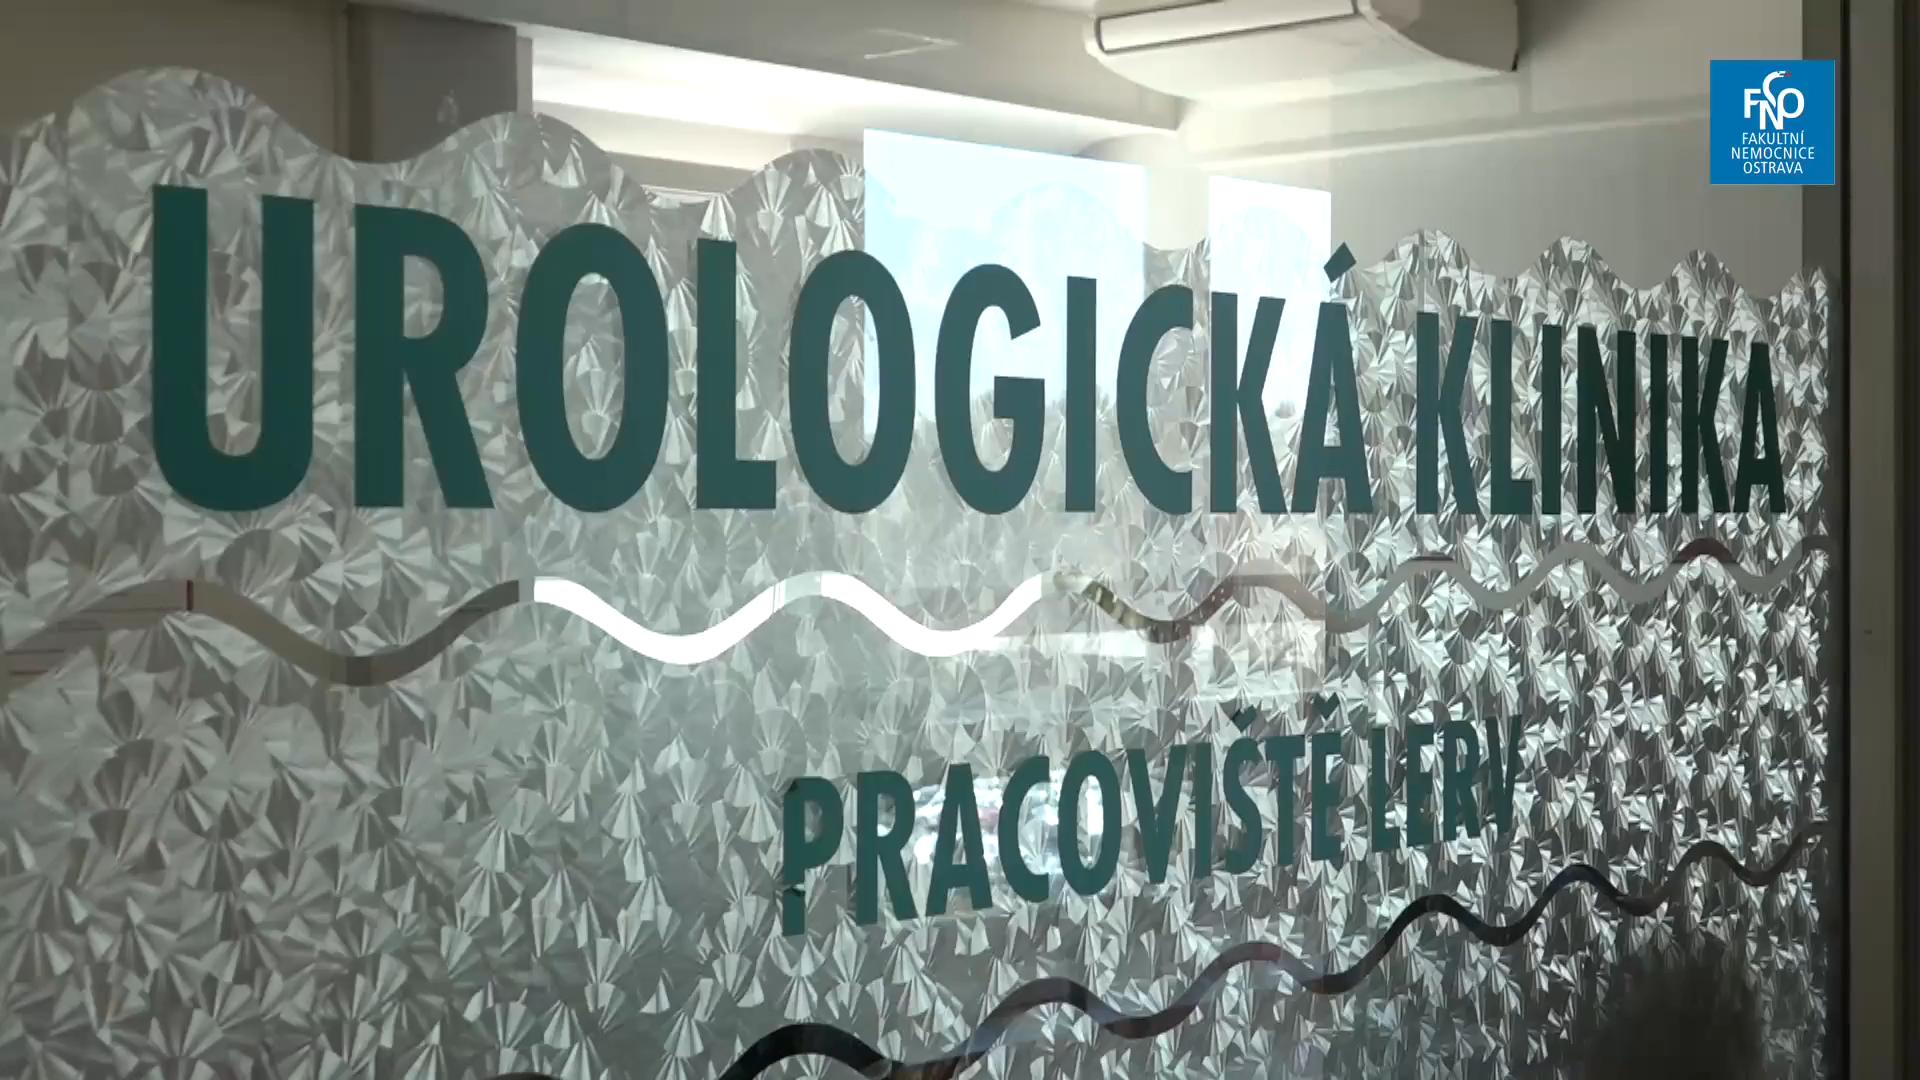 UROLOGICKÁ KLINIKA
PRACOVIŠTĚ LERV
FNO
FAKULTNÍ
NEMOCNICE
OSTRAVA